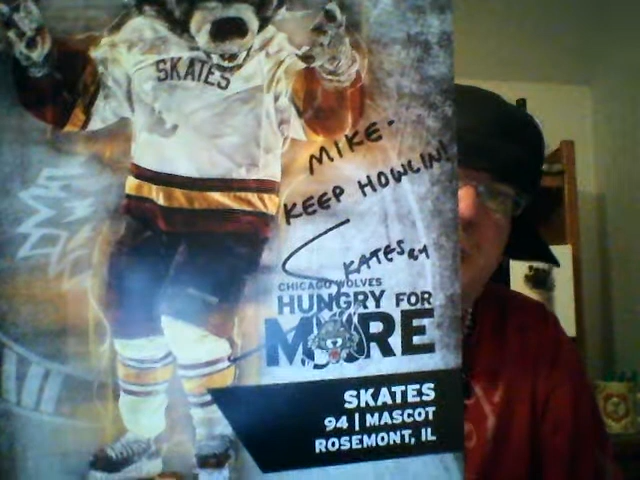 SKATES
MIKE-
KEEP HOWLIN!
SKATES 94
CHICAGO WOLVES
HUNGRY FOR
MORE
SKATES
94 | MASCOT
ROSEMONT, IL